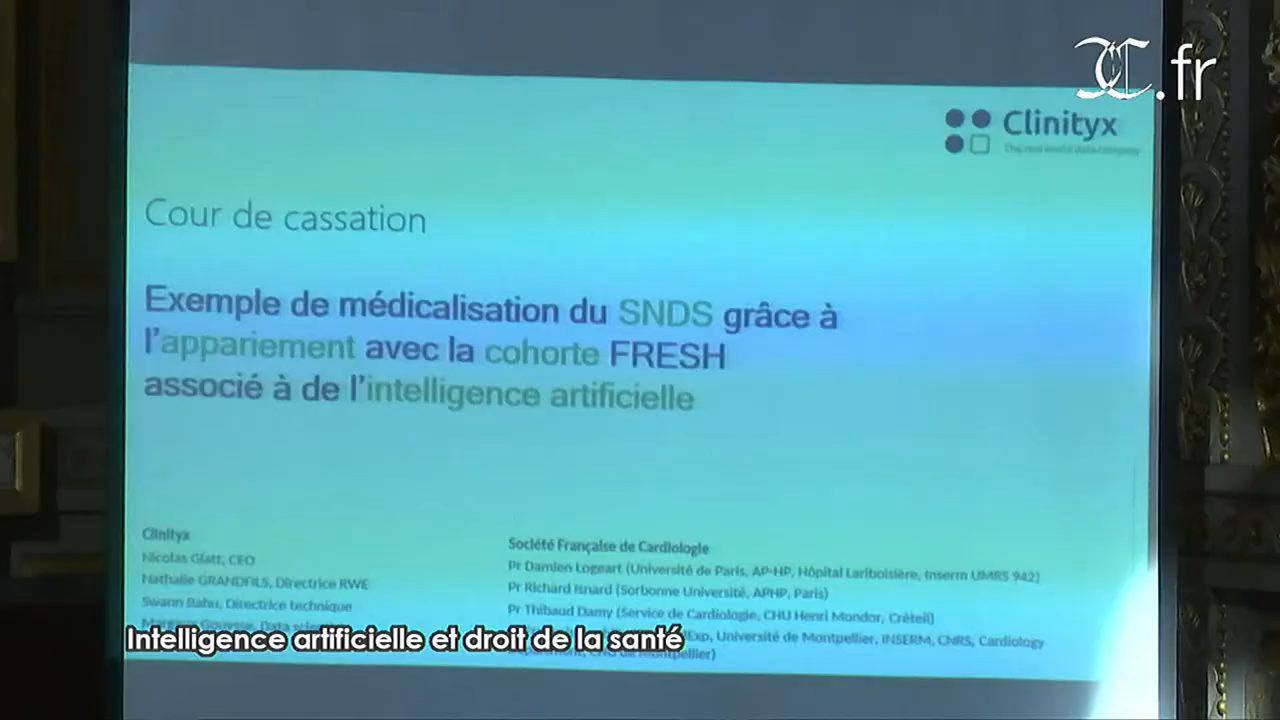 .fr
Clinityx
The real world data company
Cour de cassation
Exemple de médicalisation du SNDS grâce à
l'appariement avec la cohorte FRESH
associé à de l'intelligence artificielle
Clinityx
Nicolas Glatt, CEO
Nathalie GRANDFILS, Directrice RWE
Swann Bahu, Directrice technique
Société Française de Cardiologie
Pr Damien Logeart (Université de Paris, AP-HP, Hôpital Lariboisière, Inserm UMRS 942)
Pr Richard Isnard (Sorbonne Université, APHP, Paris)
Pr Thibaud Damy (Service de Cardiologie, CHU Henri Mondor, Créteil)
Université de Montpellier, INSERM, CNRS, Cardiology
Intelligence artificielle et droit de la santé